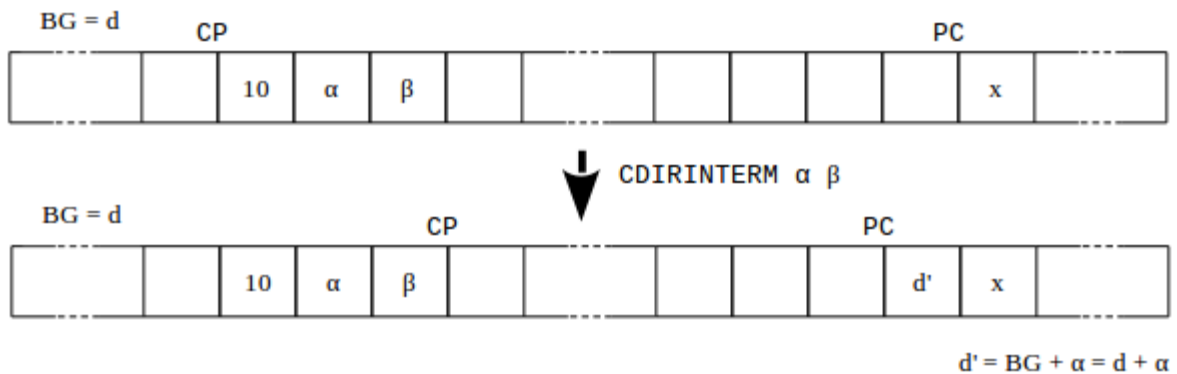 BG = d
CP PC
10 α β x
CDIRINTERM α β
BG = d
CP PC
10 α β d' x
d' = BG + α = d + α